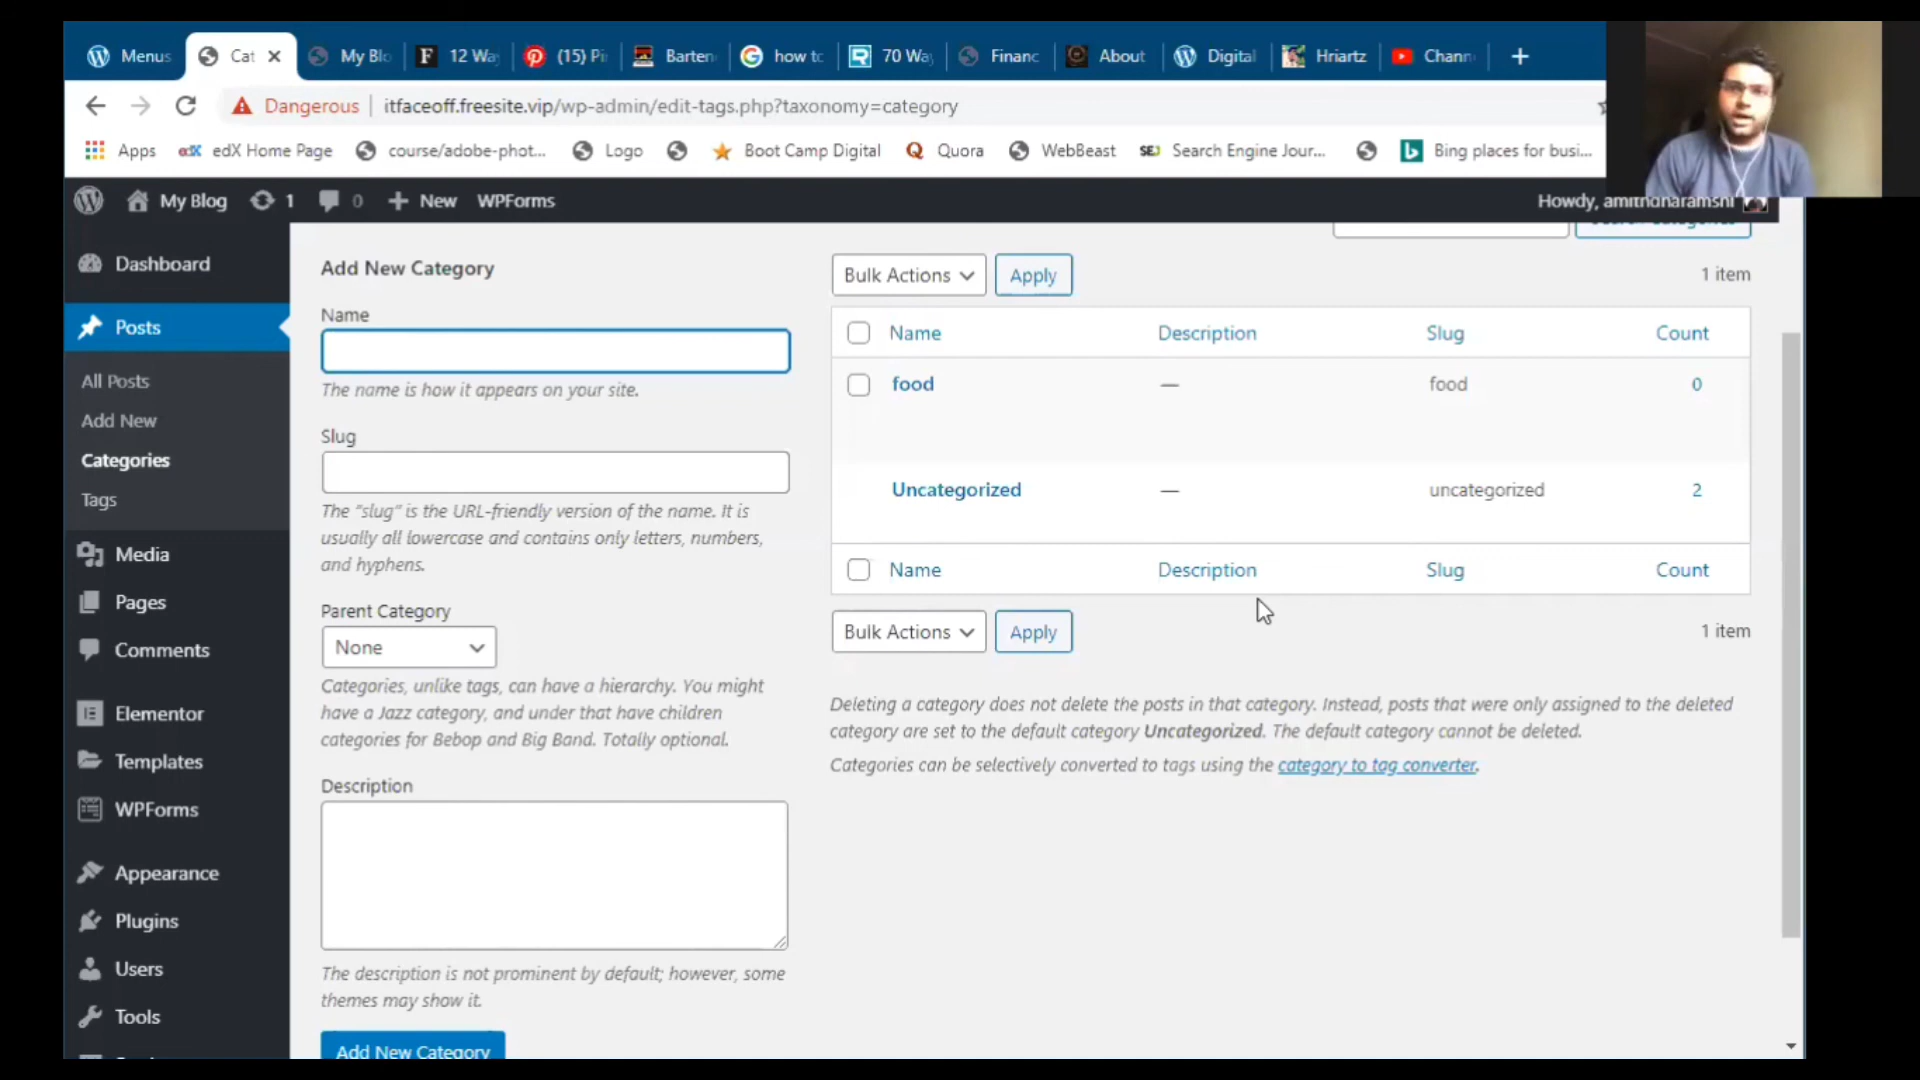 Menus
Cat
My Blo
12 Wa
(15) Pi
Barten
how tc
70 Way
Financ
About
Digital
Hriartz
Chann
Dangerous
itfaceoff.freesite.vip/wp-admin/edit-tags.php?taxonomy=category
Apps
edX Home Page
course/adobe-phot...
Logo
Boot Camp Digital
Quora
WebBeast
Search Engine Jour...
Bing places for busi...
My Blog
1
0
New
WPForms
Howdy, amitndharamshi
Dashboard
Posts
All Posts
Add New
Categories
Tags
Media
Pages
Comments
Elementor
Templates
WPForms
Appearance
Plugins
Users
Tools
Add New Category
Name
The name is how it appears on your site.
Slug
The "slug" is the URL-friendly version of the name. It is
usually all lowercase and contains only letters, numbers,
and hyphens.
Parent Category
None
Categories, unlike tags, can have a hierarchy. You might
have a Jazz category, and under that have children
categories for Bebop and Big Band. Totally optional.
Description
The description is not prominent by default; however, some
themes may show it.
Add New Category
Bulk Actions Apply 1 item
Name Description Slug Count
food — food 0
Uncategorized — uncategorized 2
Name Description Slug Count
Bulk Actions Apply 1 item
Deleting a category does not delete the posts in that category. Instead, posts that were only assigned to the deleted
category are set to the default category Uncategorized. The default category cannot be deleted.
Categories can be selectively converted to tags using the category to tag converter.